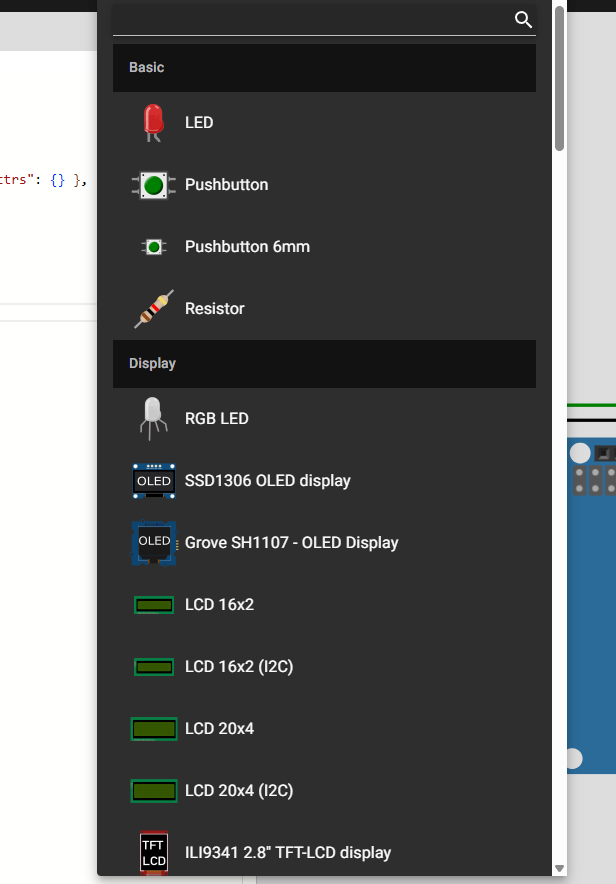 Basic
ctrs": {} },
LED
Pushbutton
Pushbutton 6mm
Resistor
Display
RGB LED
OLED
SSD1306 OLED display
OLED
Grove SH1107 - OLED Display
LCD 16x2
LCD 16x2 (I2C)
LCD 20x4
LCD 20x4 (I2C)
TFT
LCD
ILI9341 2.8" TFT-LCD display